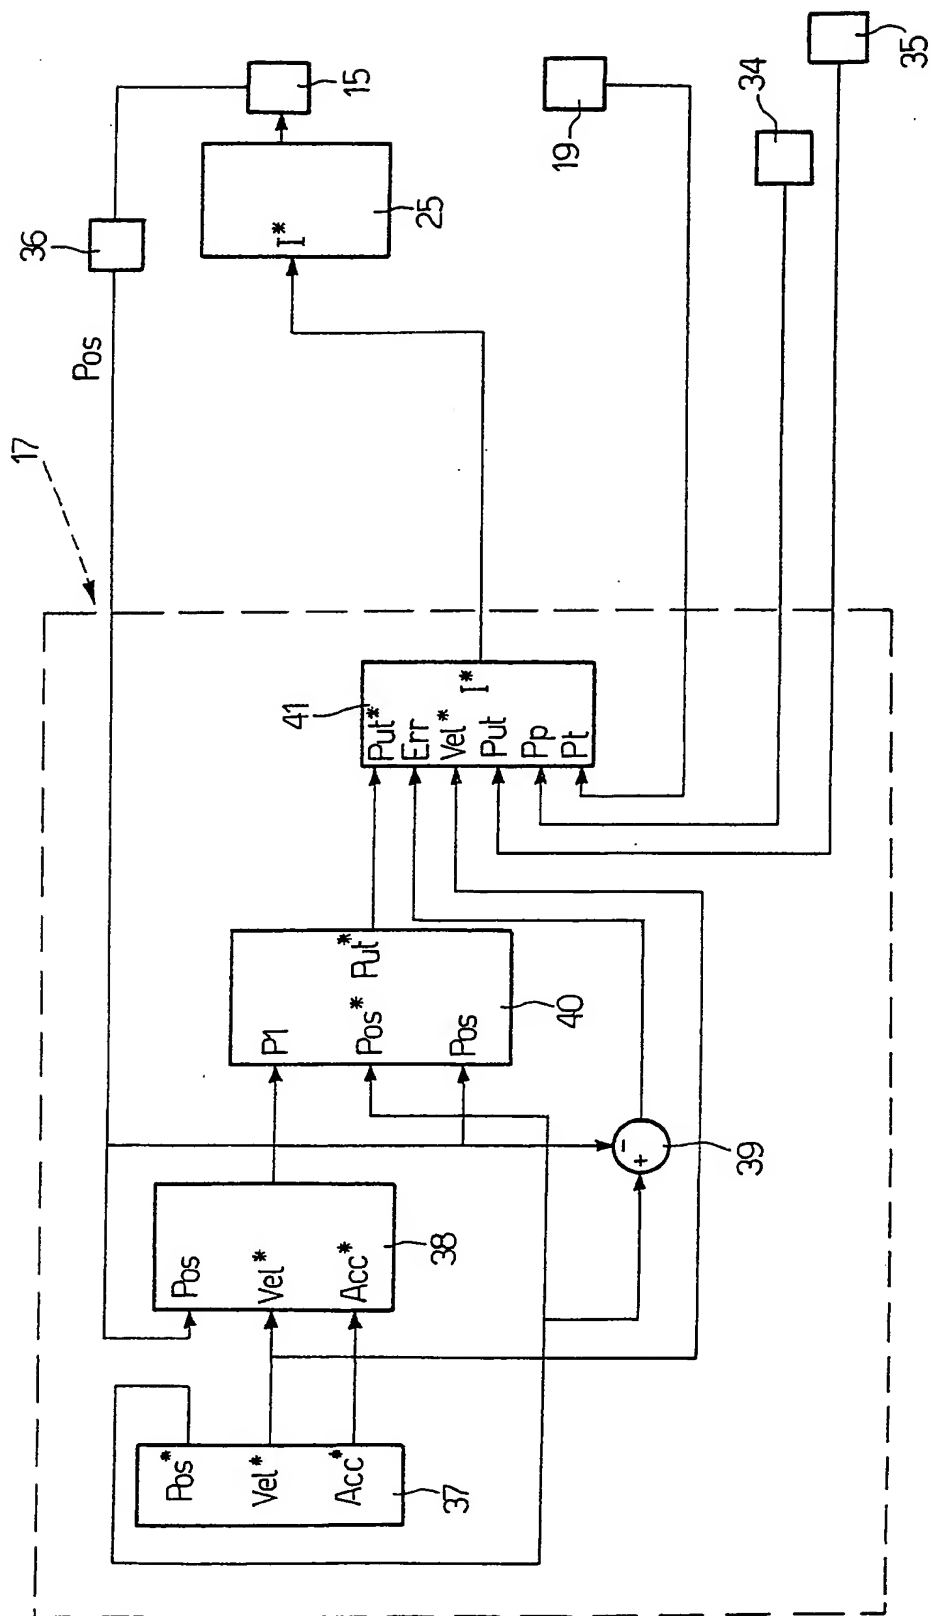 17
Pos
36
15
I*
25
19
34
35
Pos*
Vel*
Acc*
37
Pos
Vel*
Acc*
38
39
-
+
P1
Pos*
Pos
Put*
40
41
Put*
Err
Vel*
Put
Pp
Pt
I*